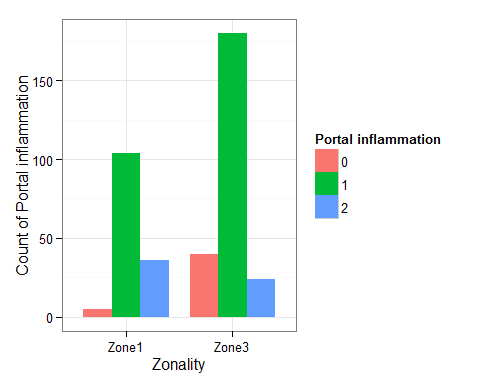 Count of Portal inflammation
150
100
50
0
Zone1
Zone3
Zonality
Portal inflammation
0
1
2